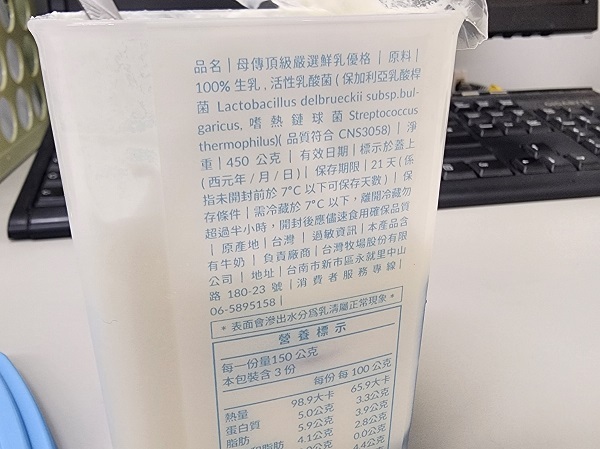 品名 | 母傳頂級嚴選鮮乳優格 | 原料 |
100% 生乳 , 活性乳酸菌 ( 保加利亞乳酸桿
菌 Lactobacillus delbrueckii subsp.bul-
garicus, 嗜熱鏈球菌 Streptococcus
thermophilus)( 品質符合 CNS3058) | 淨
重 | 450 公克 | 有效日期 | 標示於蓋上
( 西元年 / 月 / 日 ) | 保存期限 | 21 天 ( 係
指未開封前於 7°C 以下可保存天數 ) | 保
存條件 | 需冷藏於 7°C 以下, 離開冷藏勿
超過半小時, 開封後應儘速食用確保品質
| 原產地 | 台灣 | 過敏資訊 | 本產品含
有牛奶 | 負責廠商 | 台灣牧場股份有限
公司 | 地址 | 台南市新市區永就里中山
路 180-23 號 | 消費者服務專線 |
06-5895158 |
* 表面會滲出水分爲乳清屬正常現象 *
營養標示
每一份量150 公克
本包裝含 3 份
每份 每 100 公克
熱量 98.9大卡 65.9大卡
蛋白質 5.0公克 3.3公克
脂肪 5.9公克 3.9公克
4.1公克 2.8公克
0.0公克
4.4公克